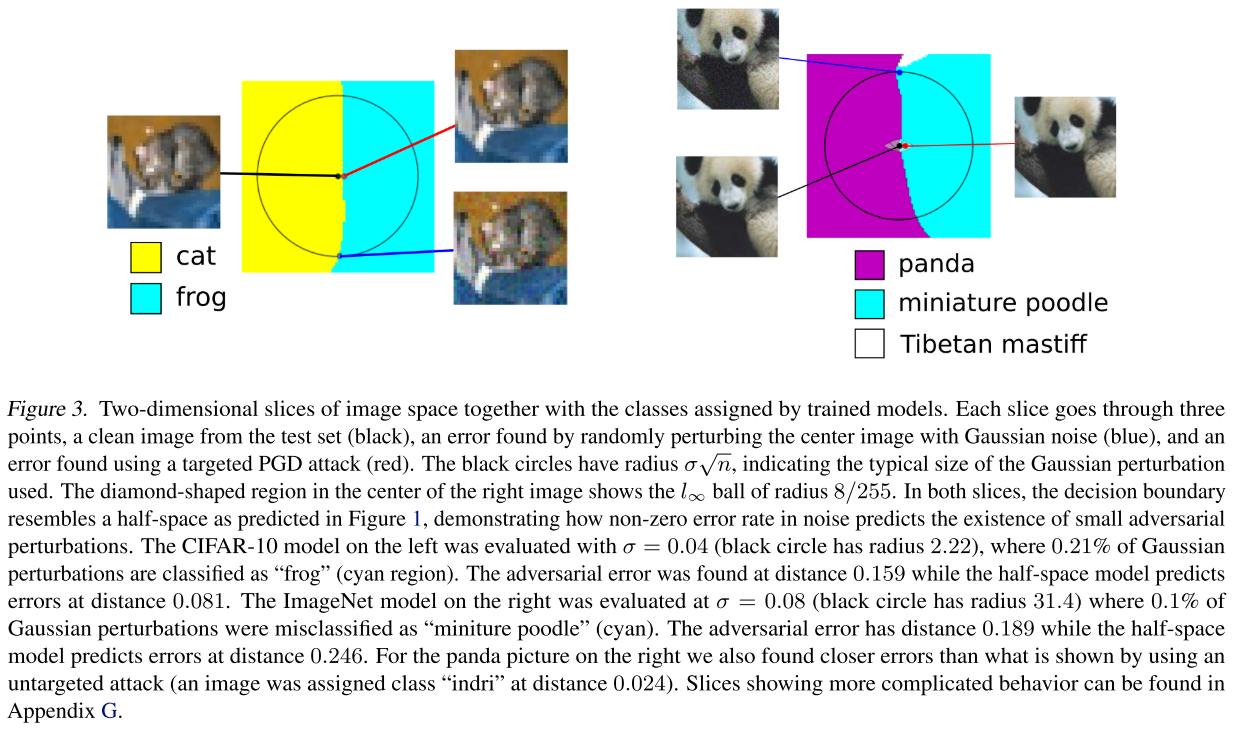 cat
frog
panda
miniature poodle
Tibetan mastiff
Figure 3. Two-dimensional slices of image space together with the classes assigned by trained models. Each slice goes through three
points, a clean image from the test set (black), an error found by randomly perturbing the center image with Gaussian noise (blue), and an
error found using a targeted PGD attack (red). The black circles have radius σ√n, indicating the typical size of the Gaussian perturbation
used. The diamond-shaped region in the center of the right image shows the l∞ ball of radius 8/255. In both slices, the decision boundary
resembles a half-space as predicted in Figure 1, demonstrating how non-zero error rate in noise predicts the existence of small adversarial
perturbations. The CIFAR-10 model on the left was evaluated with σ = 0.04 (black circle has radius 2.22), where 0.21% of Gaussian
perturbations are classified as “frog” (cyan region). The adversarial error was found at distance 0.159 while the half-space model predicts
errors at distance 0.081. The ImageNet model on the right was evaluated at σ = 0.08 (black circle has radius 31.4) where 0.1% of
Gaussian perturbations were misclassified as “miniture poodle” (cyan). The adversarial error has distance 0.189 while the half-space
model predicts errors at distance 0.246. For the panda picture on the right we also found closer errors than what is shown by using an
untargeted attack (an image was assigned class “indri” at distance 0.024). Slices showing more complicated behavior can be found in
Appendix G.